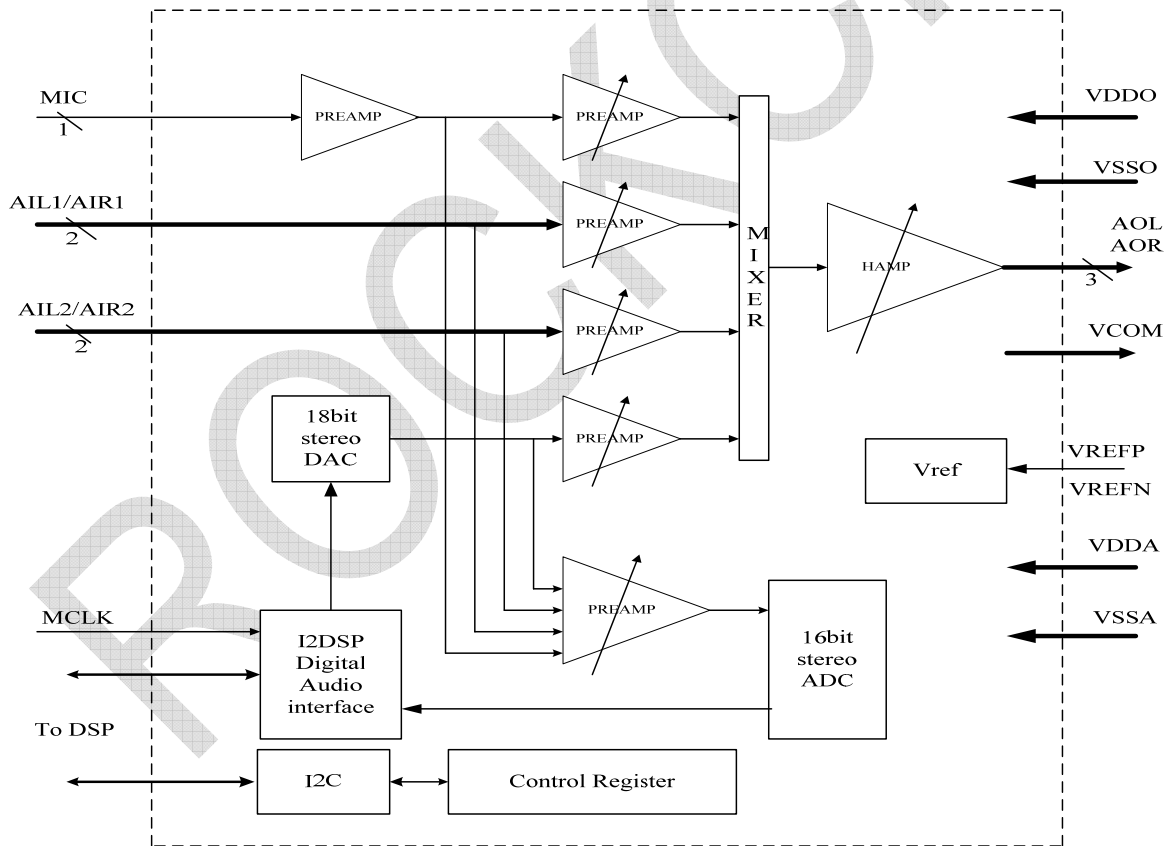 MIC
1
PREAMP
PREAMP
VDDO
VSSO
AIL1/AIR1
2
PREAMP
MIXER
HAMP
AOL
AOR
3
AIL2/AIR2
2
PREAMP
VCOM
18bit
stereo
DAC
PREAMP
Vref
VREFP
VREFN
VDDA
VSSA
MCLK
I2DSP
Digital
Audio
interface
PREAMP
16bit
stereo
ADC
To DSP
I2C
Control Register